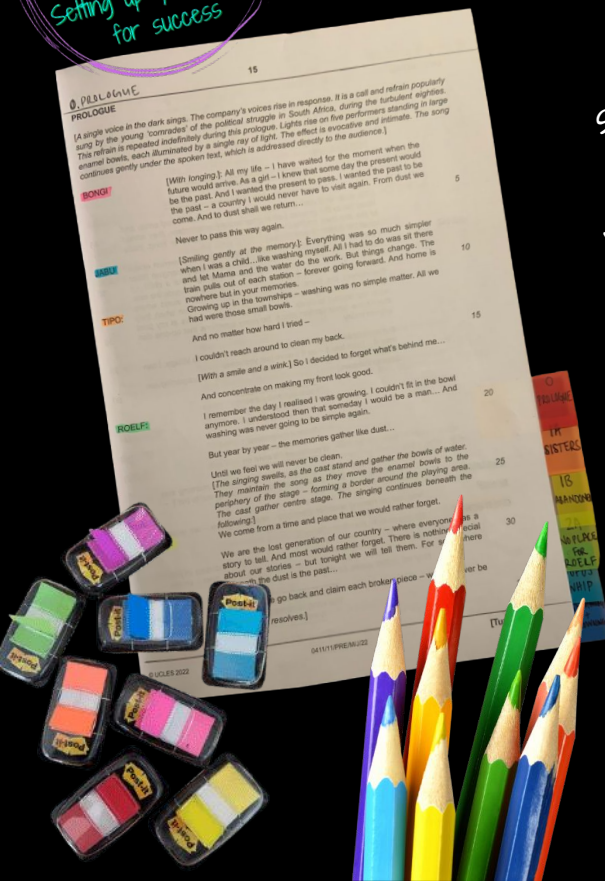 Setting up
for success
15
0. PROLOGUE
PROLOGUE
[A single voice in the dark sings. The company's voices rise in response. It is a call and refrain popularly
sung by the young 'comrades' of the political struggle in South Africa, during the turbulent eighties.
This refrain is repeated indefinitely during this prologue. Lights rise on five performers standing in large
enamel bowls, each illuminated by a single ray of light. The effect is evocative and intimate. The song
continues gently under the spoken text, which is addressed directly to the audience.]
BONGI
[With longing.]: All my life – I have waited for the moment when the
future would arrive. As a girl – I knew that some day the present would
be the past. And I wanted the present to pass. I wanted the past to be
the past – a country I would never have to visit again. From dust we
come. And to dust shall we return…
5
Never to pass this way again.
JABU:
[Smiling gently at the memory.]: Everything was so much simpler
when I was a child…like washing myself. All I had to do was sit there
and let Mama and the water do the work. But things change. The
train pulls out of each station – forever going forward. And home is
nowhere but in your memories.
10
TIPO:
Growing up in the townships – washing was no simple matter. All we
had were those small bowls.
And no matter how hard I tried –
15
I couldn't reach around to clean my back.
[With a smile and a wink.] So I decided to forget what's behind me…
And concentrate on making my front look good.
ROELF:
I remember the day I realised I was growing. I couldn't fit in the bowl
anymore. I understood then that someday I would be a man… And
washing was never going to be simple again.
20
But year by year – the memories gather like dust…
Until we feel we will never be clean.
[The singing swells, as the cast stand and gather the bowls of water.
They maintain the song as they move the enamel bowls to the
periphery of the stage – forming a border around the playing area.
The cast gather centre stage. The singing continues beneath the
following:]
25
We come from a time and place that we would rather forget.
We are the lost generation of our country – where everyone has a
story to tell. And most would rather forget. There is nothing special
about our stories – but tonight we will tell them. For
the dust is the past…
30
go back and claim each broken piece –
be
resolves.]
© UCLES 2022
0411/11/PRE/M/J/22
[Tu
O
PROLOGUE
1A
SISTERS
1B
ABANDONED
NO PLACE
FOR
ROELF
SHIP
Post-it
Post-it
Post-it
Post-it
Post-it
Post-it
Post-it
Post-it